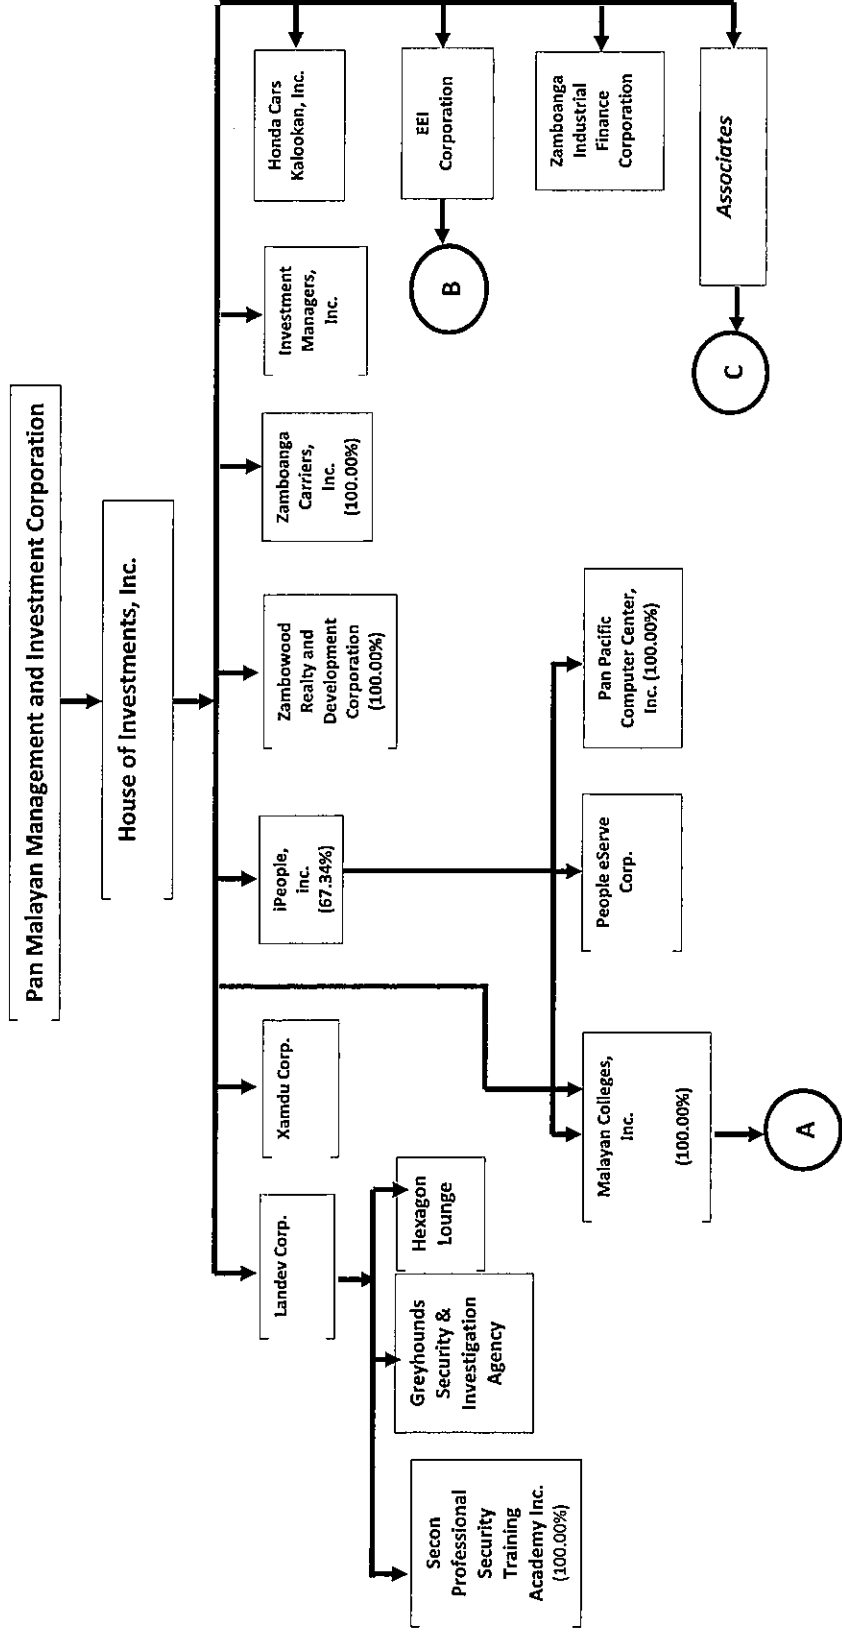 Pan Malayan Management and Investment Corporation
House of Investments, Inc.
Landev Corp.
Xamdu Corp.
iPeople,
inc.
(67.34%)
Zambowood
Realty and
Development
Corporation
(100.00%)
Zamboanga
Carriers,
Inc.
(100.00%)
Investment
Managers,
Inc.
Honda Cars
Kalookan, Inc.
EEI
Corporation
B
Zamboanga
Industrial
Finance
Corporation
Associates
C
Secon
Professional
Security
Training
Academy Inc.
(100.00%)
Greyhounds
Security &
Investigation
Agency
Hexagon
Lounge
Malayan Colleges,
Inc.
(100.00%)
A
People eServe
Corp.
Pan Pacific
Computer Center,
Inc. (100.00%)